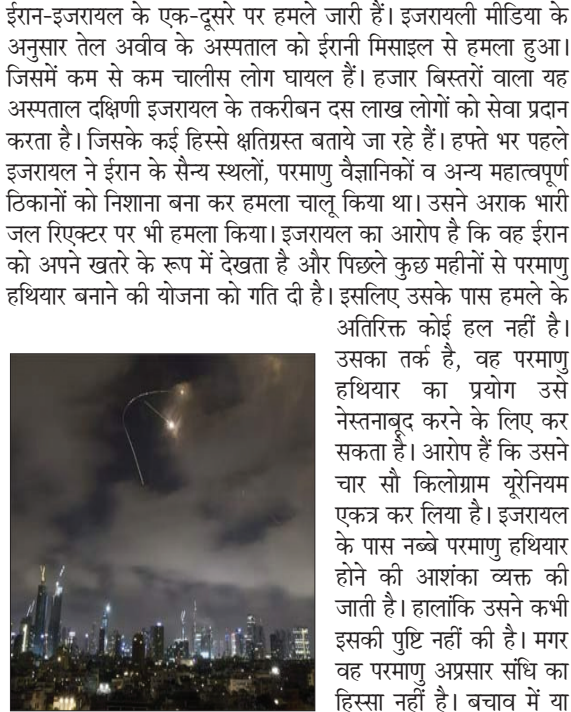 ईरान-इजरायल के एक-दूसरे पर हमले जारी हैं। इजरायली मीडिया के
अनुसार तेल अवीव के अस्पताल को ईरानी मिसाइल से हमला हुआ।
जिसमें कम से कम चालीस लोग घायल हैं। हजार बिस्तरों वाला यह
अस्पताल दक्षिणी इजरायल के तकरीबन दस लाख लोगों को सेवा प्रदान
करता है। जिसके कई हिस्से क्षतिग्रस्त बताये जा रहे हैं। हफ्ते भर पहले
इजरायल ने ईरान के सैन्य स्थलों, परमाणु वैज्ञानिकों व अन्य महात्वपूर्ण
ठिकानों को निशाना बना कर हमला चालू किया था। उसने अराक भारी
जल रिएक्टर पर भी हमला किया। इजरायल का आरोप है कि वह ईरान
को अपने खतरे के रूप में देखता है और पिछले कुछ महीनों से परमाणु
हथियार बनाने की योजना को गति दी है। इसलिए उसके पास हमले के
अतिरिक्त कोई हल नहीं है।
उसका तर्क है, वह परमाणु
हथियार का प्रयोग उसे
नेस्तनाबूद करने के लिए कर
सकता है। आरोप हैं कि उसने
चार सौ किलोग्राम यूरेनियम
एकत्र कर लिया है। इजरायल
के पास नब्बे परमाणु हथियार
होने की आशंका व्यक्त की
जाती है। हालांकि उसने कभी
इसकी पुष्टि नहीं की है। मगर
वह परमाणु अप्रसार संधि का
हिस्सा नहीं है। बचाव में या